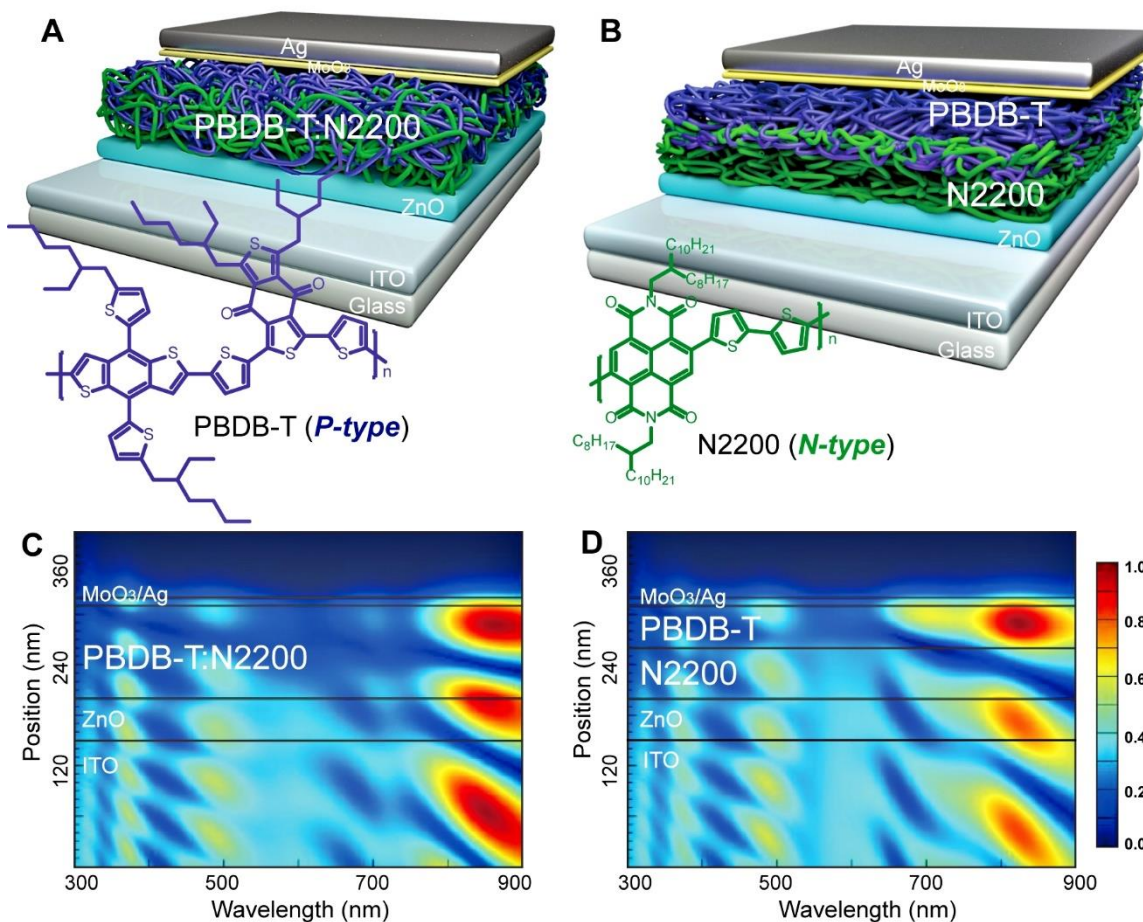 A
Ag
MoO3
PBDB-T:N2200
ZnO
ITO
Glass
S
S
O
O
S
S
S
S
S
S
S
n
PBDB-T (P-type)
B
Ag
MoO3
PBDB-T
N2200
ZnO
ITO
Glass
C10H21
C8H17
O N O
S
S
n
O N O
C8H17
C10H21
N2200 (N-type)
C
Position (nm)
360
240
120
MoO3/Ag
PBDB-T:N2200
ZnO
ITO
300 500 700 900
Wavelength (nm)
D
Position (nm)
360
240
120
MoO3/Ag
PBDB-T
N2200
ZnO
ITO
300 500 700 900
Wavelength (nm)
1.0
0.8
0.6
0.4
0.2
0.0